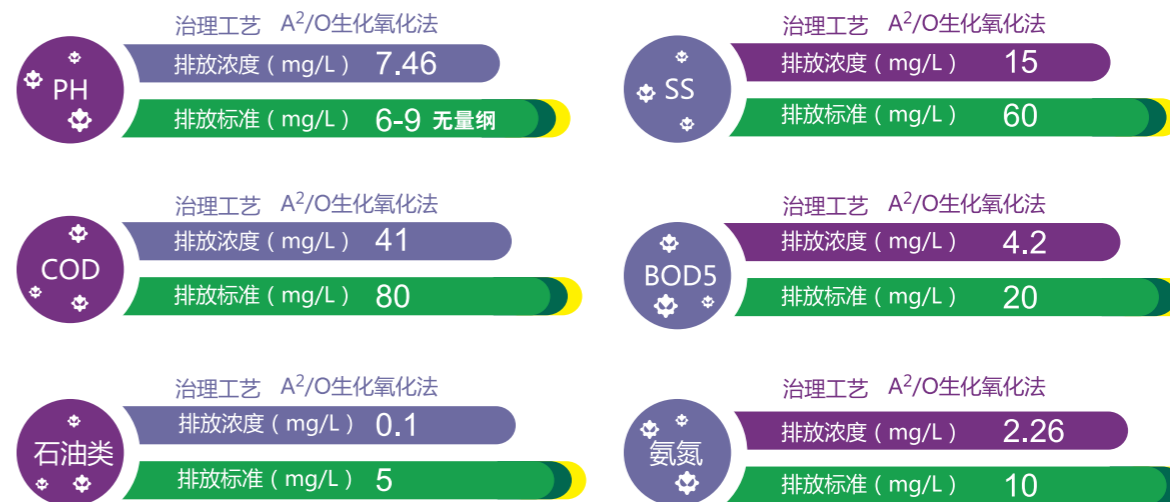 治理工艺 A²/O生化氧化法
PH
排放浓度（mg/L） 7.46
排放标准（mg/L） 6-9 无量纲
治理工艺 A²/O生化氧化法
SS
排放浓度（mg/L） 15
排放标准（mg/L） 60
治理工艺 A²/O生化氧化法
COD
排放浓度（mg/L） 41
排放标准（mg/L） 80
治理工艺 A²/O生化氧化法
BOD5
排放浓度（mg/L） 4.2
排放标准（mg/L） 20
治理工艺 A²/O生化氧化法
石油类
排放浓度（mg/L） 0.1
排放标准（mg/L） 5
治理工艺 A²/O生化氧化法
氨氮
排放浓度（mg/L） 2.26
排放标准（mg/L） 10